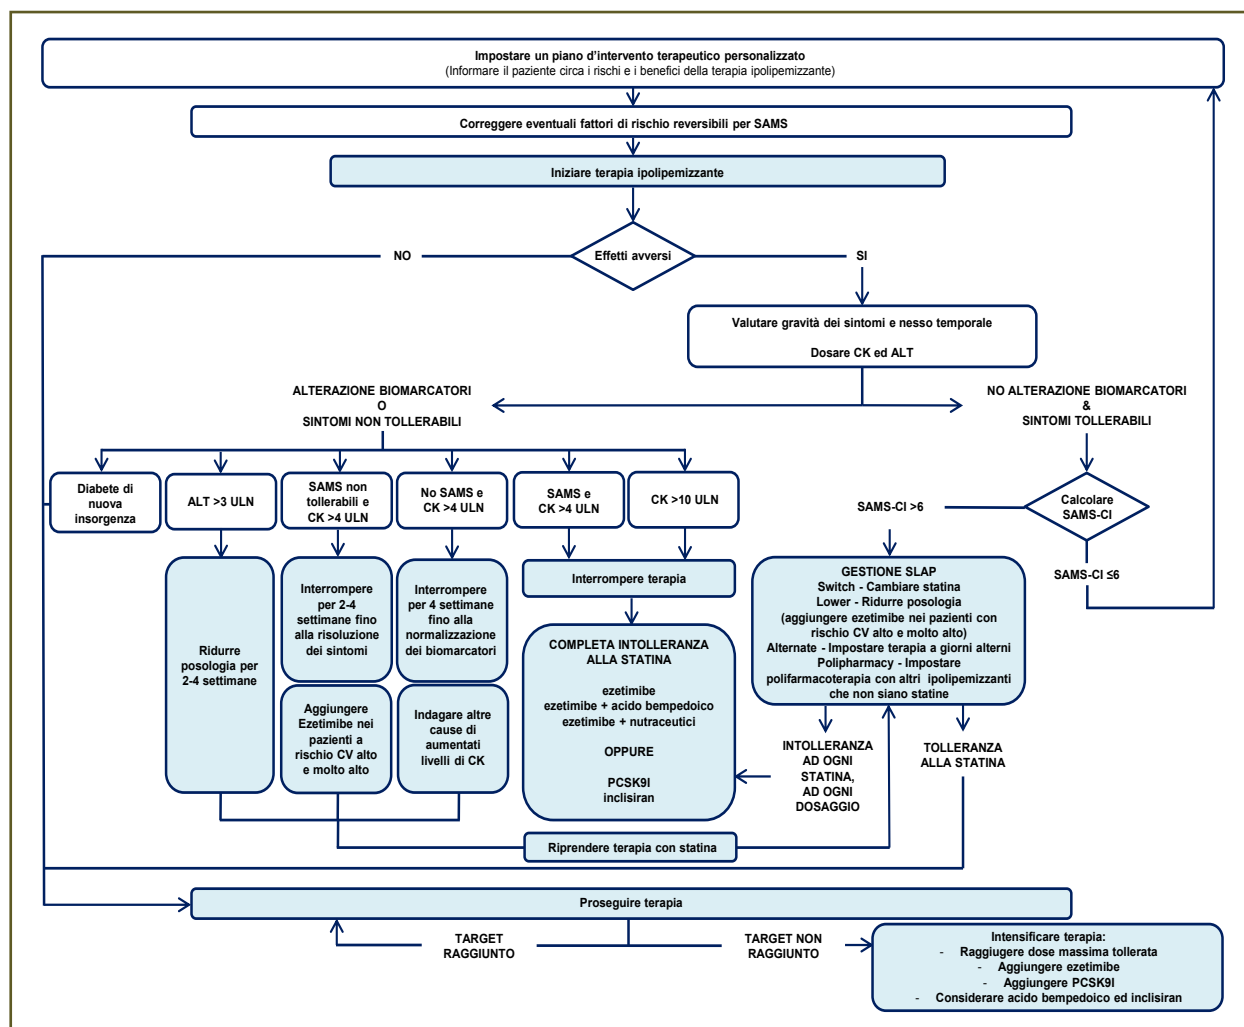 Impostare un piano d'intervento terapeutico personalizzato
(Informare il paziente circa i rischi e i benefici della terapia ipolipemizzante)
Correggere eventuali fattori di rischio reversibili per SAMS
Iniziare terapia ipolipemizzante
Effetti avversi
NO
SI
Valutare gravità dei sintomi e nesso temporale
Dosare CK ed ALT
ALTERAZIONE BIOMARCATORI
O
SINTOMI NON TOLLERABILI
NO ALTERAZIONE BIOMARCATORI
&
SINTOMI TOLLERABILI
Diabete di
nuova
insorgenza
ALT >3 ULN
SAMS non
tollerabili e
CK >4 ULN
No SAMS e
CK >4 ULN
SAMS e
CK >4 ULN
CK >10 ULN
SAMS-CI >6
Calcolare
SAMS-CI
SAMS-CI ≤6
Ridurre
posologia per
2-4 settimane
Interrompere
per 2-4
settimane fino
alla risoluzione
dei sintomi
Aggiungere
Ezetimibe nei
pazienti a
rischio CV alto
e molto alto
Interrompere
per 4 settimane
fino alla
normalizzazione
dei biomarcatori
Indagare altre
cause di
aumentati
livelli di CK
Interrompere terapia
COMPLETA INTOLLERANZA
ALLA STATINA
ezetimibe
ezetimibe + acido bempedoico
ezetimibe + nutraceutici
OPPURE
PCSK9I
inclisiran
GESTIONE SLAP
Switch - Cambiare statina
Lower - Ridurre posologia
(aggiungere ezetimibe nei pazienti con
rischio CV alto e molto alto)
Alternate - Impostare terapia a giorni alterni
Polipharmacy - Impostare
polifarmacoterapia con altri ipolipemizzanti
che non siano statine
INTOLLERANZA
AD OGNI
STATINA,
AD OGNI
DOSAGGIO
TOLLERANZA
ALLA STATINA
Riprendere terapia con statina
Proseguire terapia
TARGET
RAGGIUNTO
TARGET NON
RAGGIUNTO
Intensificare terapia:
- Raggiugere dose massima tollerata
- Aggiungere ezetimibe
- Aggiungere PCSK9I
- Considerare acido bempedoico ed inclisiran